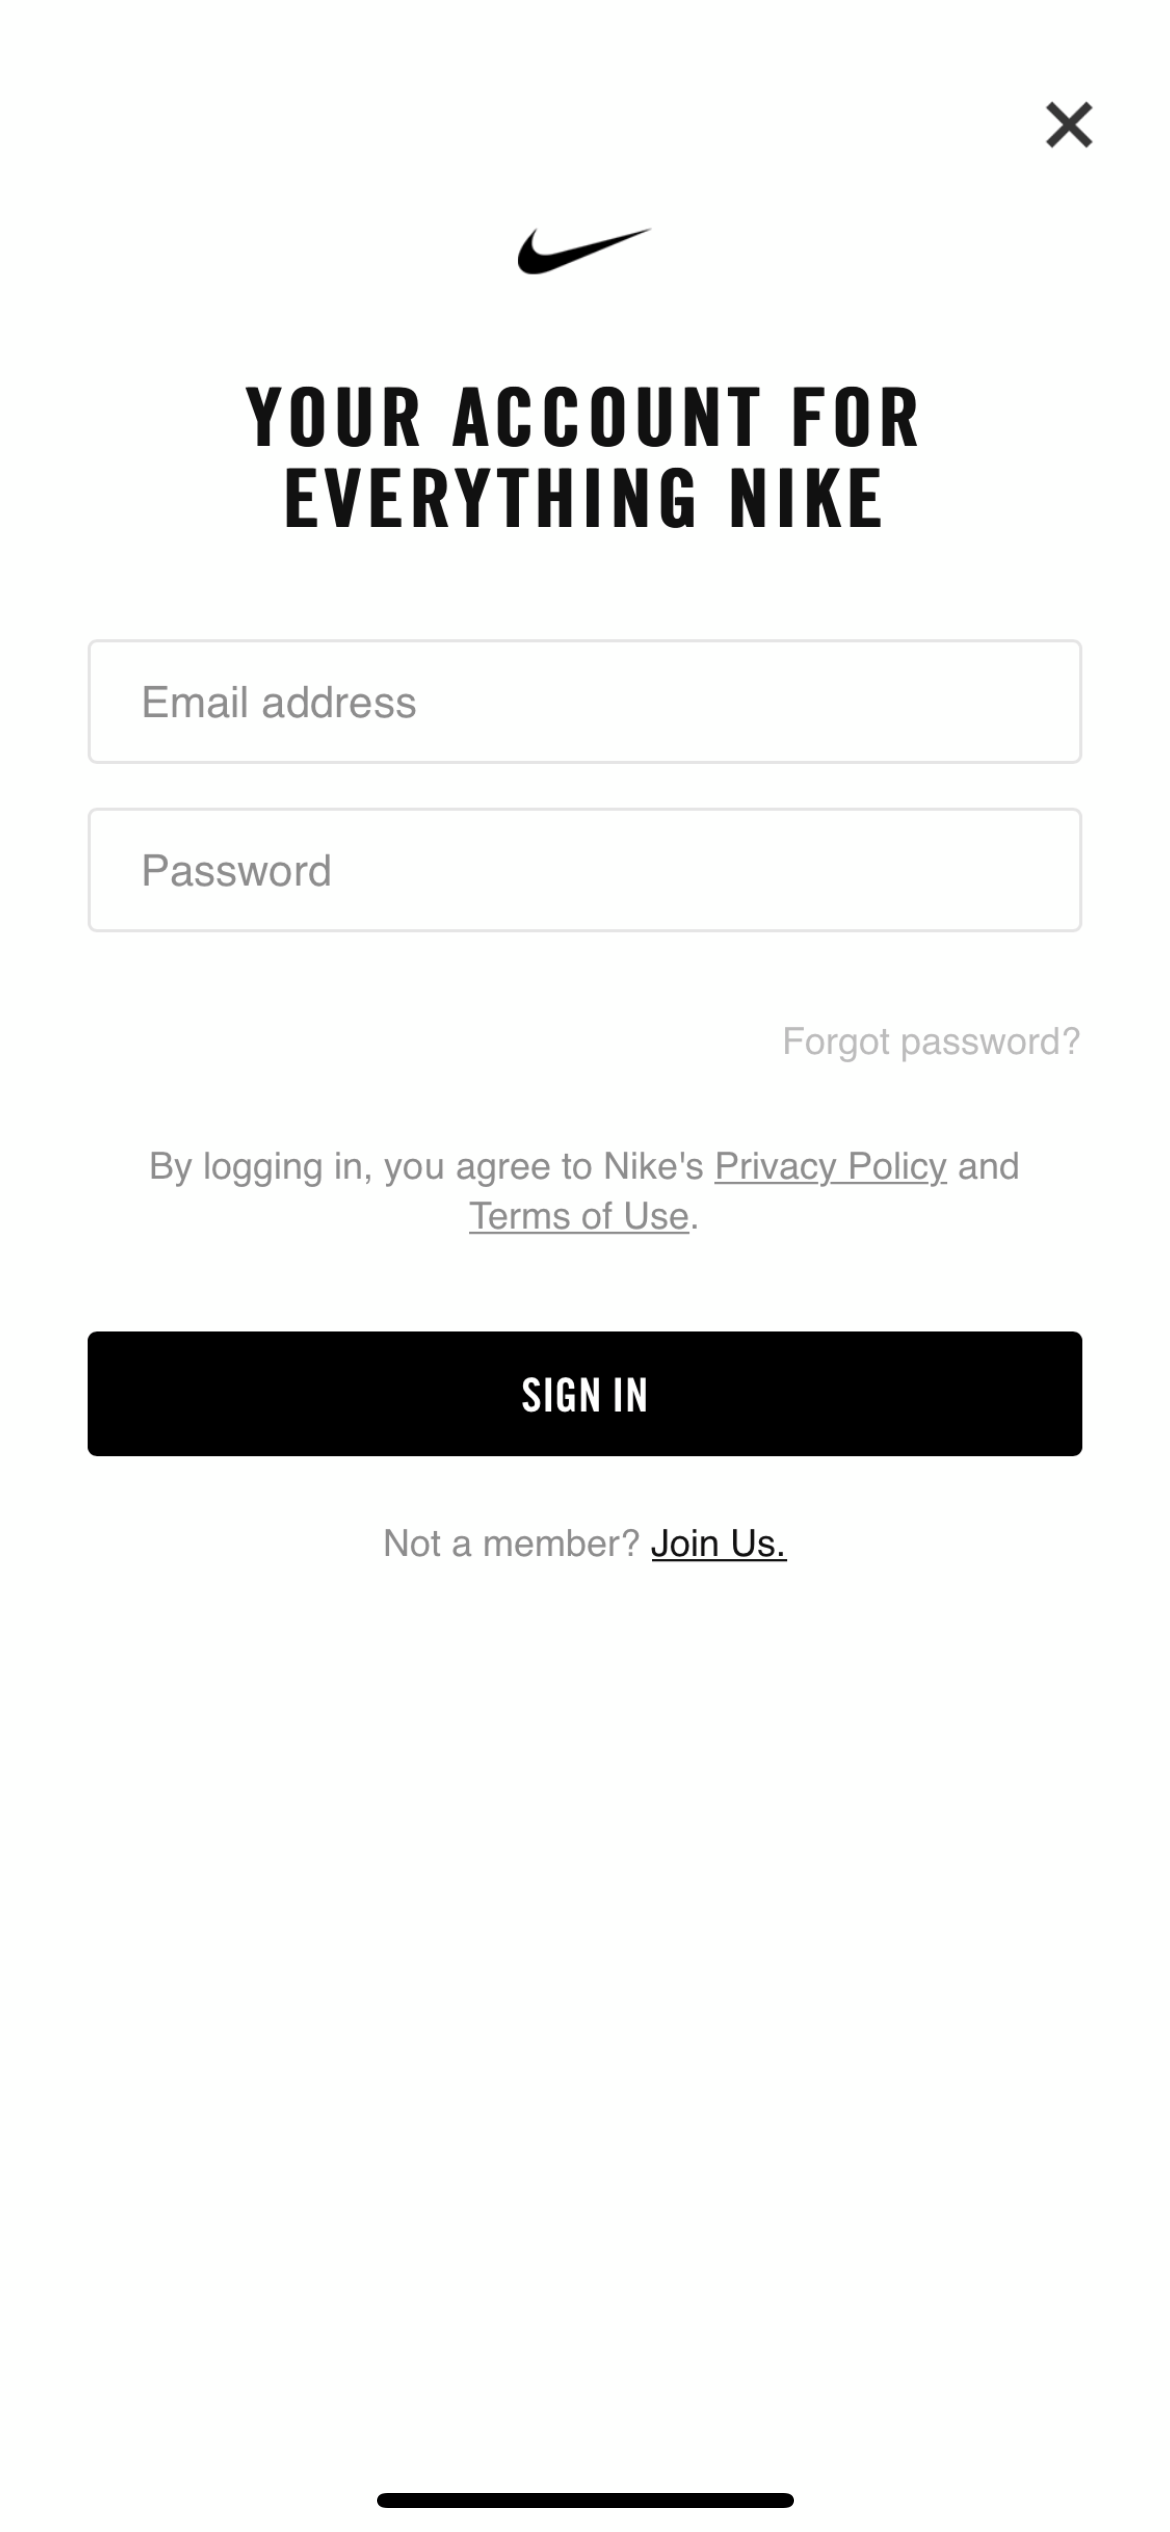 YOUR ACCOUNT FOR
EVERYTHING NIKE
Email address
Password
Forgot password?
By logging in, you agree to Nike's Privacy Policy and
Terms of Use.
SIGN IN
Not a member? Join Us.